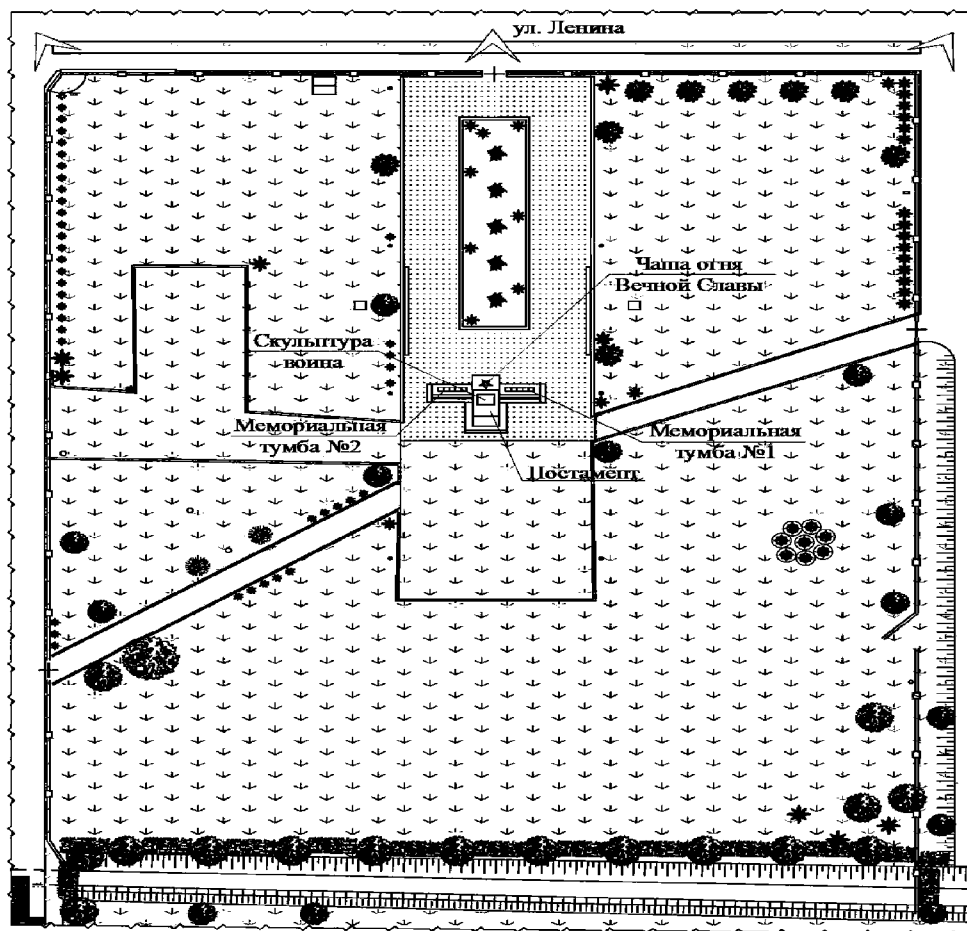 ул. Ленина
Чаша огня
Вечной Славы
Скульптура
воина
Мемориальная
тумба №2
Мемориальная
тумба №1
Постамент